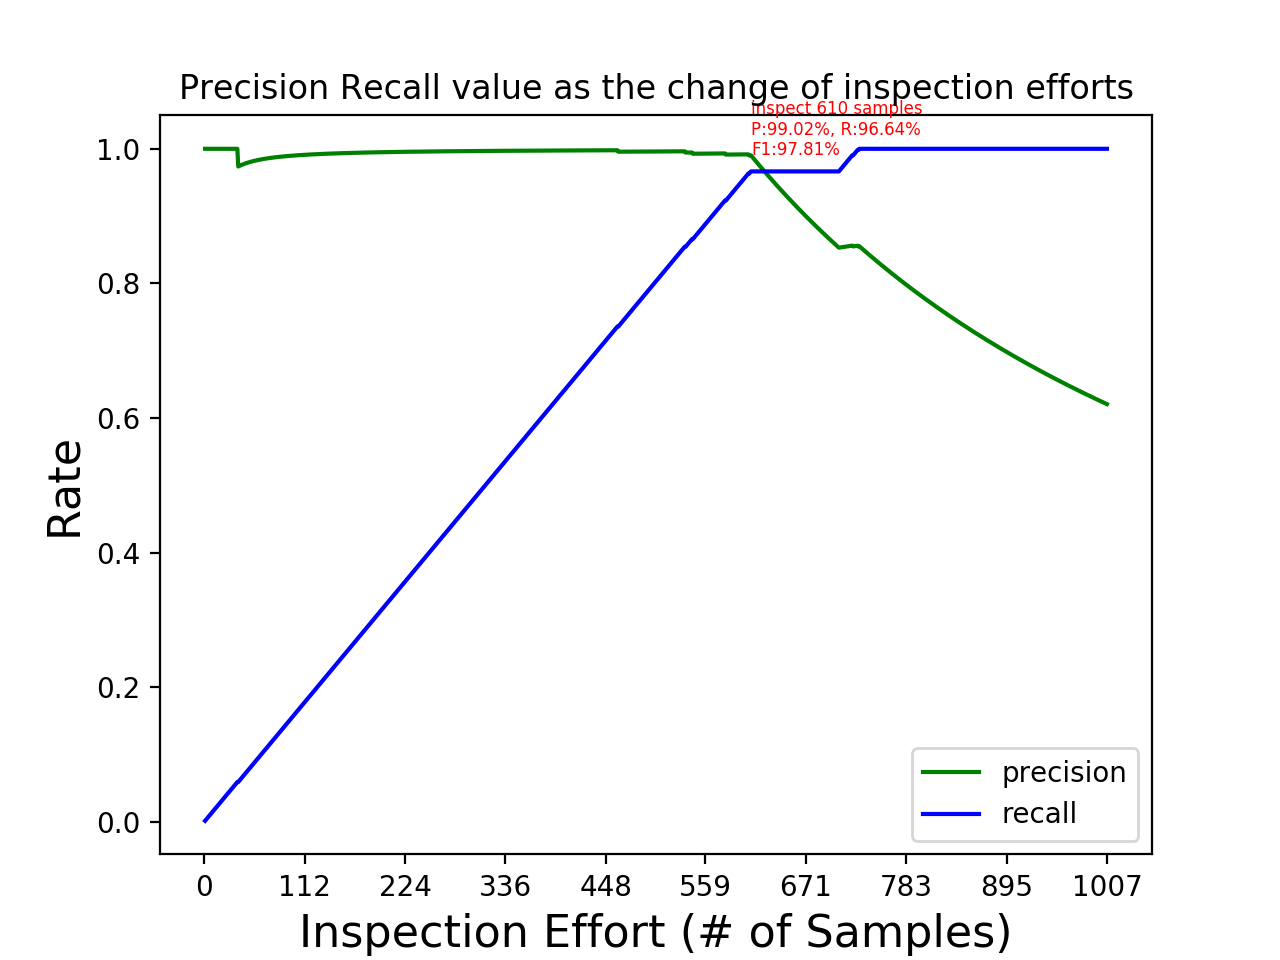 Precision Recall value as the change of inspection efforts
inspect 610 samples
P:99.02%, R:96.64%
F1:97.81%
1.0
0.8
0.6
0.4
0.2
0.0
Rate
precision
recall
0 112 224 336 448 559 671 783 895 1007
Inspection Effort (# of Samples)